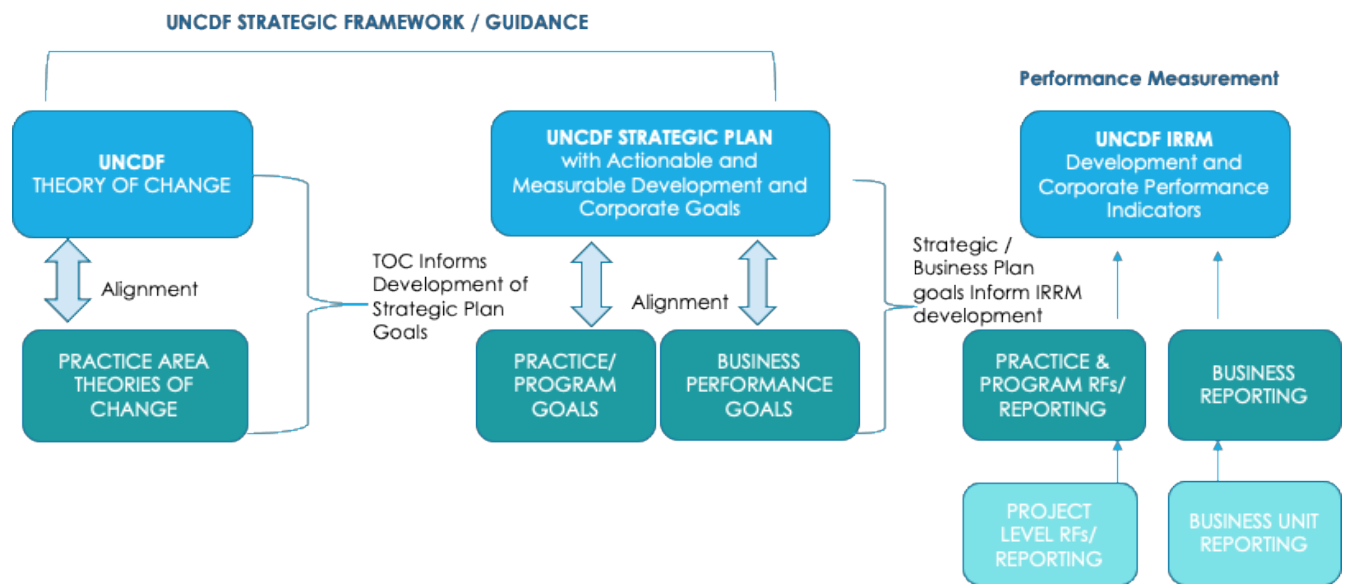 UNCDF STRATEGIC FRAMEWORK / GUIDANCE
Performance Measurement
UNCDF
THEORY OF CHANGE
UNCDF STRATEGIC PLAN
with Actionable and
Measurable Development and
Corporate Goals
UNCDF IRRM
Development and
Corporate Performance
Indicators
Alignment
TOC Informs
Development of
Strategic Plan
Goals
Alignment
Strategic /
Business Plan
goals Inform IRRM
development
PRACTICE AREA
THEORIES OF
CHANGE
PRACTICE/
PROGRAM
GOALS
BUSINESS
PERFORMANCE
GOALS
PRACTICE &
PROGRAM RFs/
REPORTING
BUSINESS
REPORTING
PROJECT
LEVEL RFs/
REPORTING
BUSINESS UNIT
REPORTING